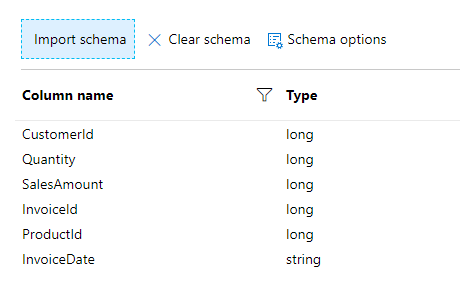 Import schema Clear schema Schema options
Column name Type
CustomerId long
Quantity long
SalesAmount long
InvoiceId long
ProductId long
InvoiceDate string